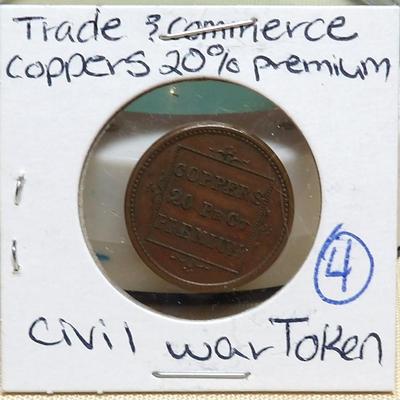 Trade & Commerce
Coppers 20% premium
COPPERS
20 PR CT
PREMIUM
4
Civil War Token